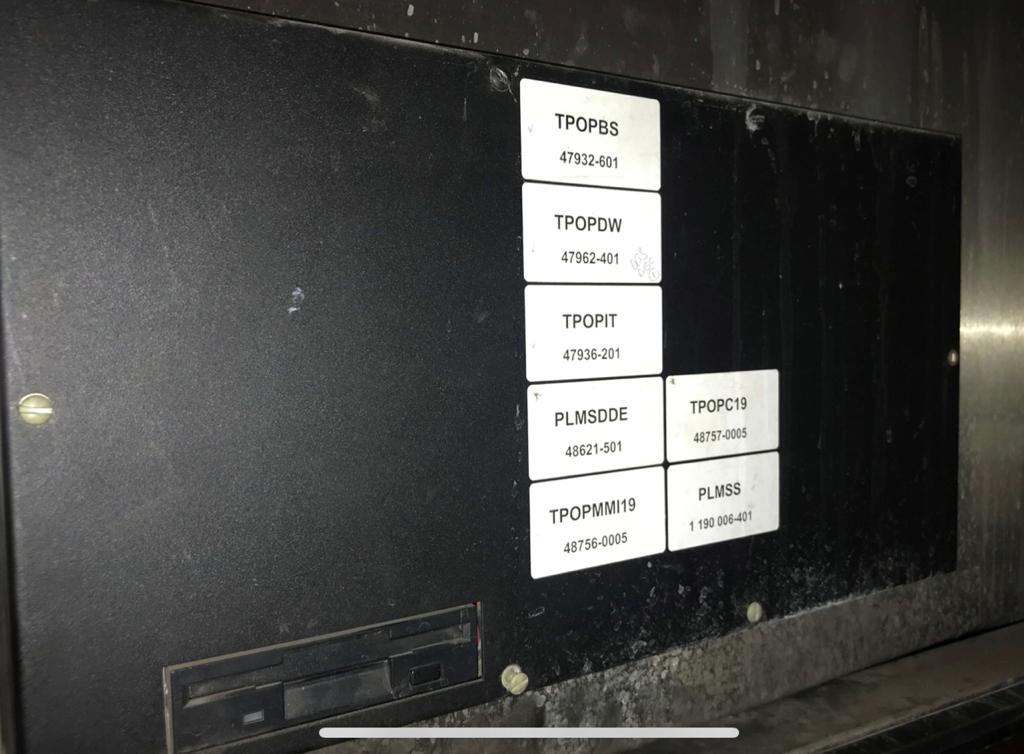 TPOPBS
47932-601
TPOPDW
47962-401
TPOPIT
47936-201
PLMSDDE
48621-501
TPOPMMI19
48756-0005
TPOPC19
48757-0005
PLMSS
1 190 006-401